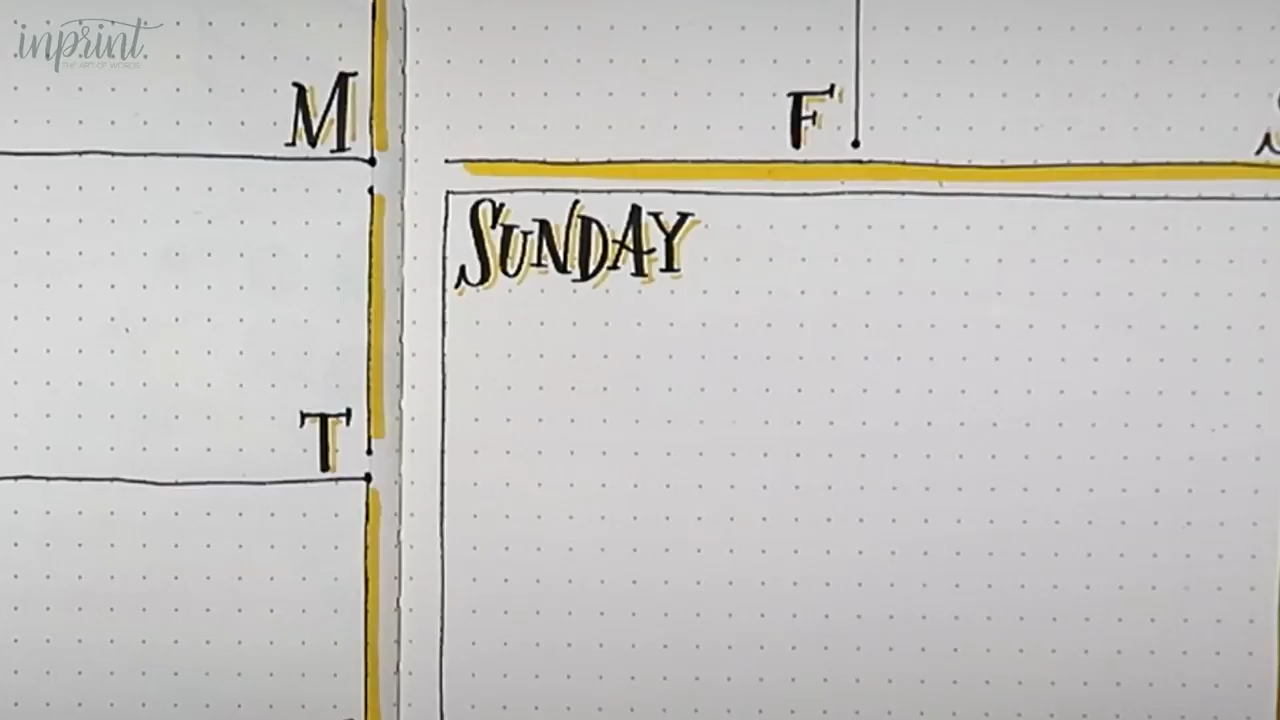 inprint
THE ART OF WORDS
M
F
SUNDAY
T